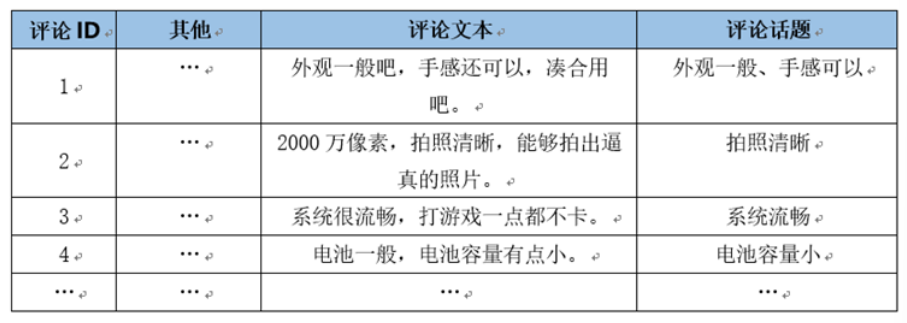 评论 ID 其他 评论文本 评论话题
1 … 外观一般吧，手感还可以，凑合用 外观一般、手感可以
吧。
2 … 2000 万像素，拍照清晰，能够拍出逼 拍照清晰
真的照片。
3 … 系统很流畅，打游戏一点都不卡。 系统流畅
4 … 电池一般，电池容量有点小。 电池容量小
… … … …